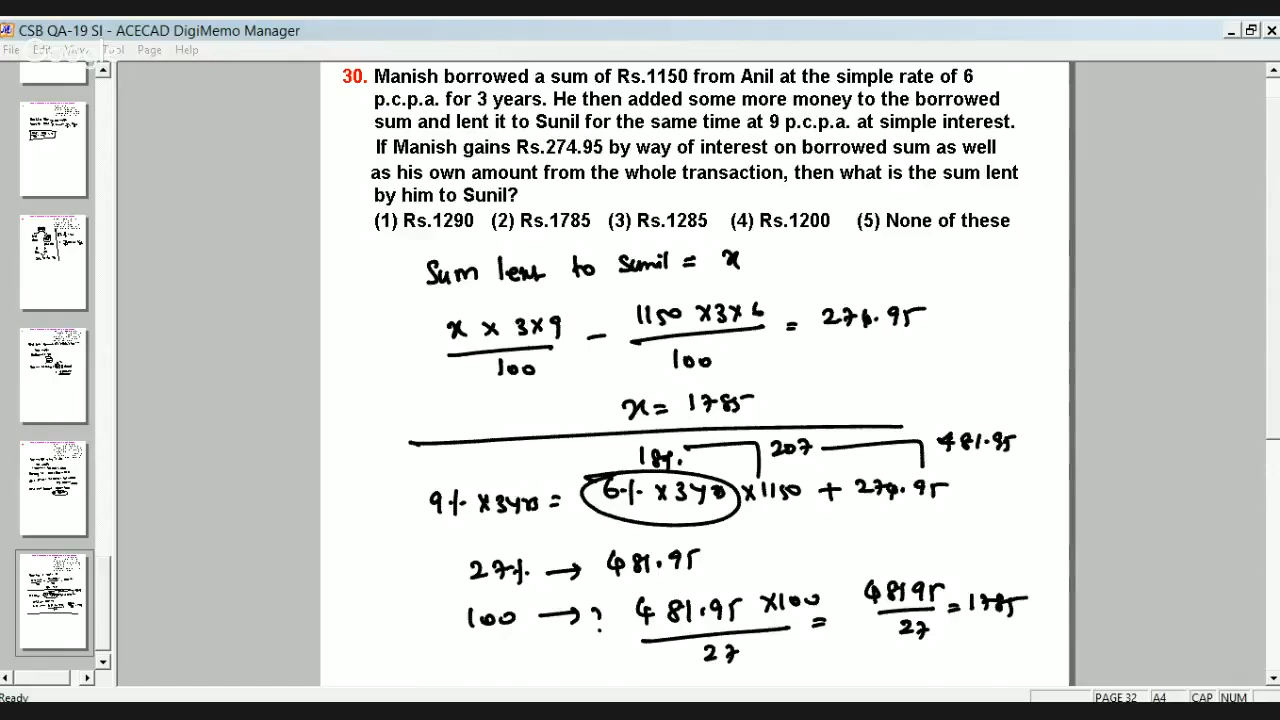 CSB QA-19 SI - ACECAD DigiMemo Manager
File Edit View Tool Page Help
30. Manish borrowed a sum of Rs.1150 from Anil at the simple rate of 6
p.c.p.a. for 3 years. He then added some more money to the borrowed
sum and lent it to Sunil for the same time at 9 p.c.p.a. at simple interest.
If Manish gains Rs.274.95 by way of interest on borrowed sum as well
as his own amount from the whole transaction, then what is the sum lent
by him to Sunil?
(1) Rs.1290 (2) Rs.1785 (3) Rs.1285 (4) Rs.1200 (5) None of these
Sum lent to Sunil = x
x × 3×9 / 100 - 1150 ×3×6 / 100 = 274.95
x = 1785
18%. 207 481.95
9% ×3yrs = 6% ×3yrs ×1150 + 274.95
27% → 481.95
100 → ? 481.95 ×100 / 27 = 48195 / 27 = 1785
Ready PAGE 32 A4 CAP NUM